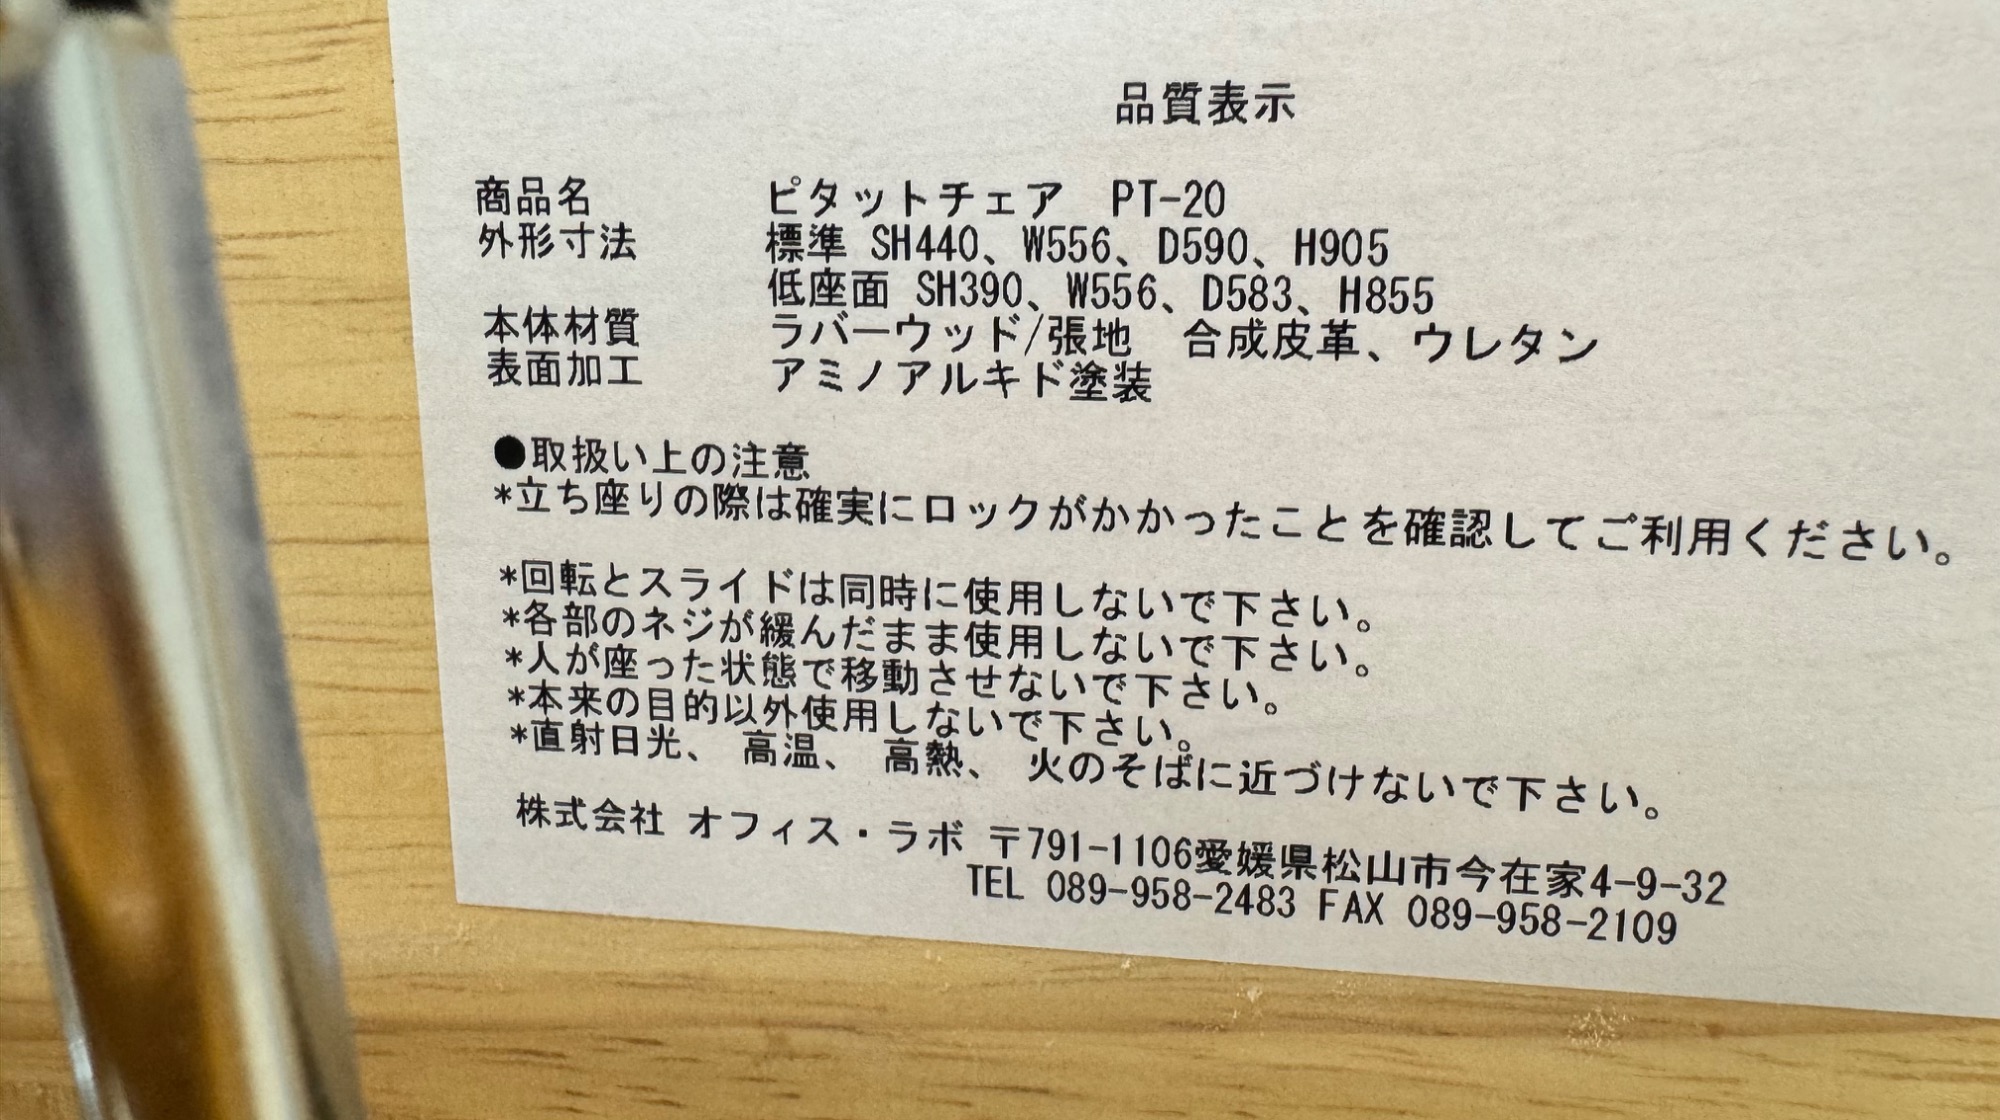 品質表示
商品名　ピタットチェア　PT-20
外形寸法　標準 SH440、W556、D590、H905
低座面 SH390、W556、D583、H855
本体材質　ラバーウッド/張地　合成皮革、ウレタン
表面加工　アミノアルキド塗装
●取扱い上の注意
*立ち座りの際は確実にロックがかかったことを確認してご利用ください。
*回転とスライドは同時に使用しないで下さい。
*各部のネジが緩んだまま使用しないで下さい。
*人が座った状態で移動させないで下さい。
*本来の目的以外使用しないで下さい。
*直射日光、 高温、 高熱、 火のそばに近づけないで下さい。
株式会社 オフィス・ラボ 〒791-1106愛媛県松山市今在家4-9-32
TEL 089-958-2483 FAX 089-958-2109